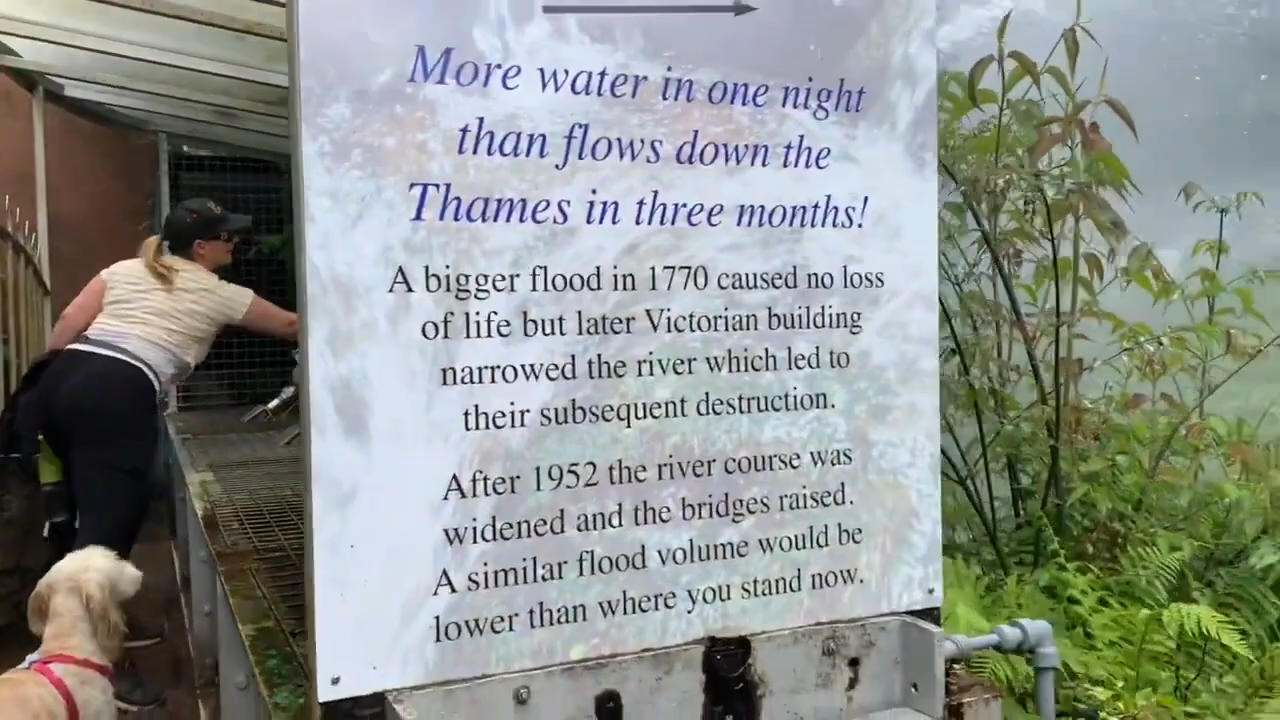 More water in one night
than flows down the
Thames in three months!
A bigger flood in 1770 caused no loss
of life but later Victorian building
narrowed the river which led to
their subsequent destruction.
After 1952 the river course was
widened and the bridges raised.
A similar flood volume would be
lower than where you stand now.